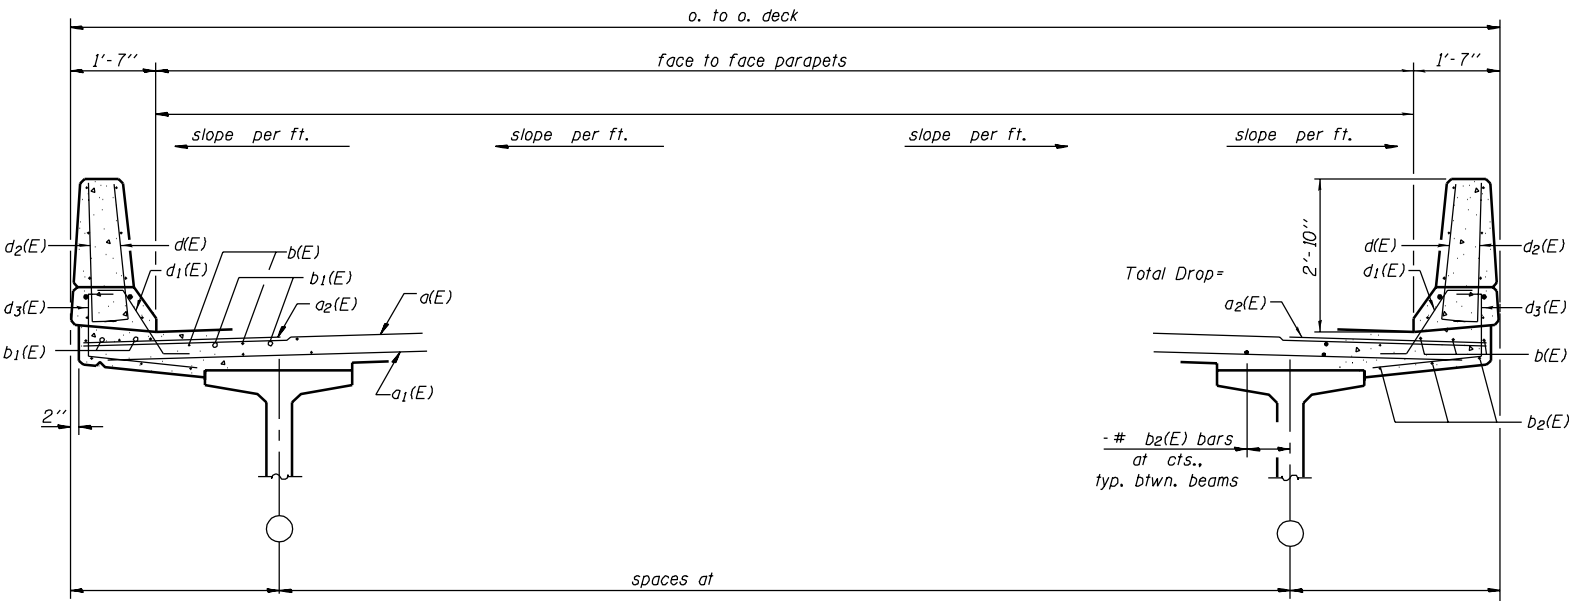 o. to o. deck
1'-7"
face to face parapets
1'-7"
slope per ft.
slope per ft.
slope per ft.
slope per ft.
d2(E)
d(E)
b(E)
d1(E)
b1(E)
a2(E)
a(E)
d3(E)
b1(E)
a1(E)
2"
2'-10"
Total Drop=
d(E)
d2(E)
d1(E)
a2(E)
d3(E)
b(E)
b2(E)
-# b2(E) bars
at cts.,
typ. btwn. beams
spaces at